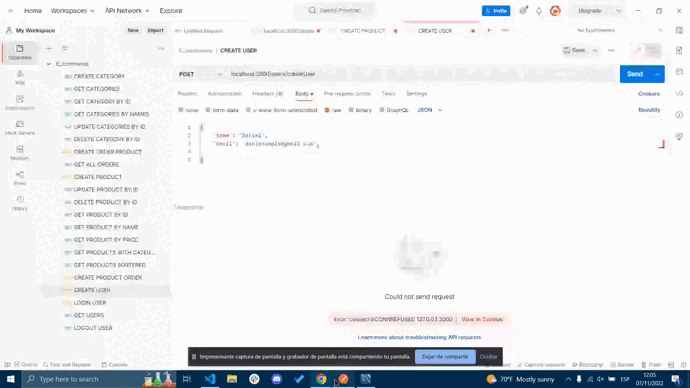 Home
Workspaces
API Network
Explore
Search Postman
Invite
Upgrade
My Workspace
New
Import
CREATE PRODUCT
CREATE USER
E_commerce
CREATE USER
Save
POST
localhost:3000/users/createUser
Send
Params
Authorization
Headers (8)
Body
Pre-request Script
Tests
Settings
Cookies
none
form-data
x-www-form-urlencoded
raw
binary
GraphQL
JSON
Beautify
Collections
APIs
Environments
Mock Servers
Monitors
Flows
History
E_commerce
CREATE CATEGORY
GET CATEGORIES
GET CATEGORY BY ID
GET CATEGORIES BY NAMES
UPDATE CATEGORIES BY ID
DELETE CATEGORY BY ID
CREATE ORDER PRODUCT
GET ALL ORDERS
CREATE PRODUCT
UPDATE PRODUCT BY ID
DELETE PRODUCT BY ID
GET PRODUCT BY ID
GET PRODUCT BY NAME
GET PRODUCT BY PRICE
GET PRODUCTS WITH CATEG...
GET PRODUCTS SORTERED
CREATE PRODUCT ORDER
CREATE USER
LOGIN USER
GET USERS
LOGOUT USER
1 {
2 "name": "Daniel",
3
4
5 }
Response
Could not send request
Error: connect ECONNREFUSED 127.0.0.1:3000
View in Console
Learn more about troubleshooting API requests
Impresionante captura de pantalla y grabador de pantalla está compartiendo tu pantalla.
Dejar de compartir
Ocultar
Online
Find and Replace
Console
Capture requests
Bootcamp
Runner
Trash
Type here to search
70°F Mostly sunny
ESP
12:05
07/11/2022